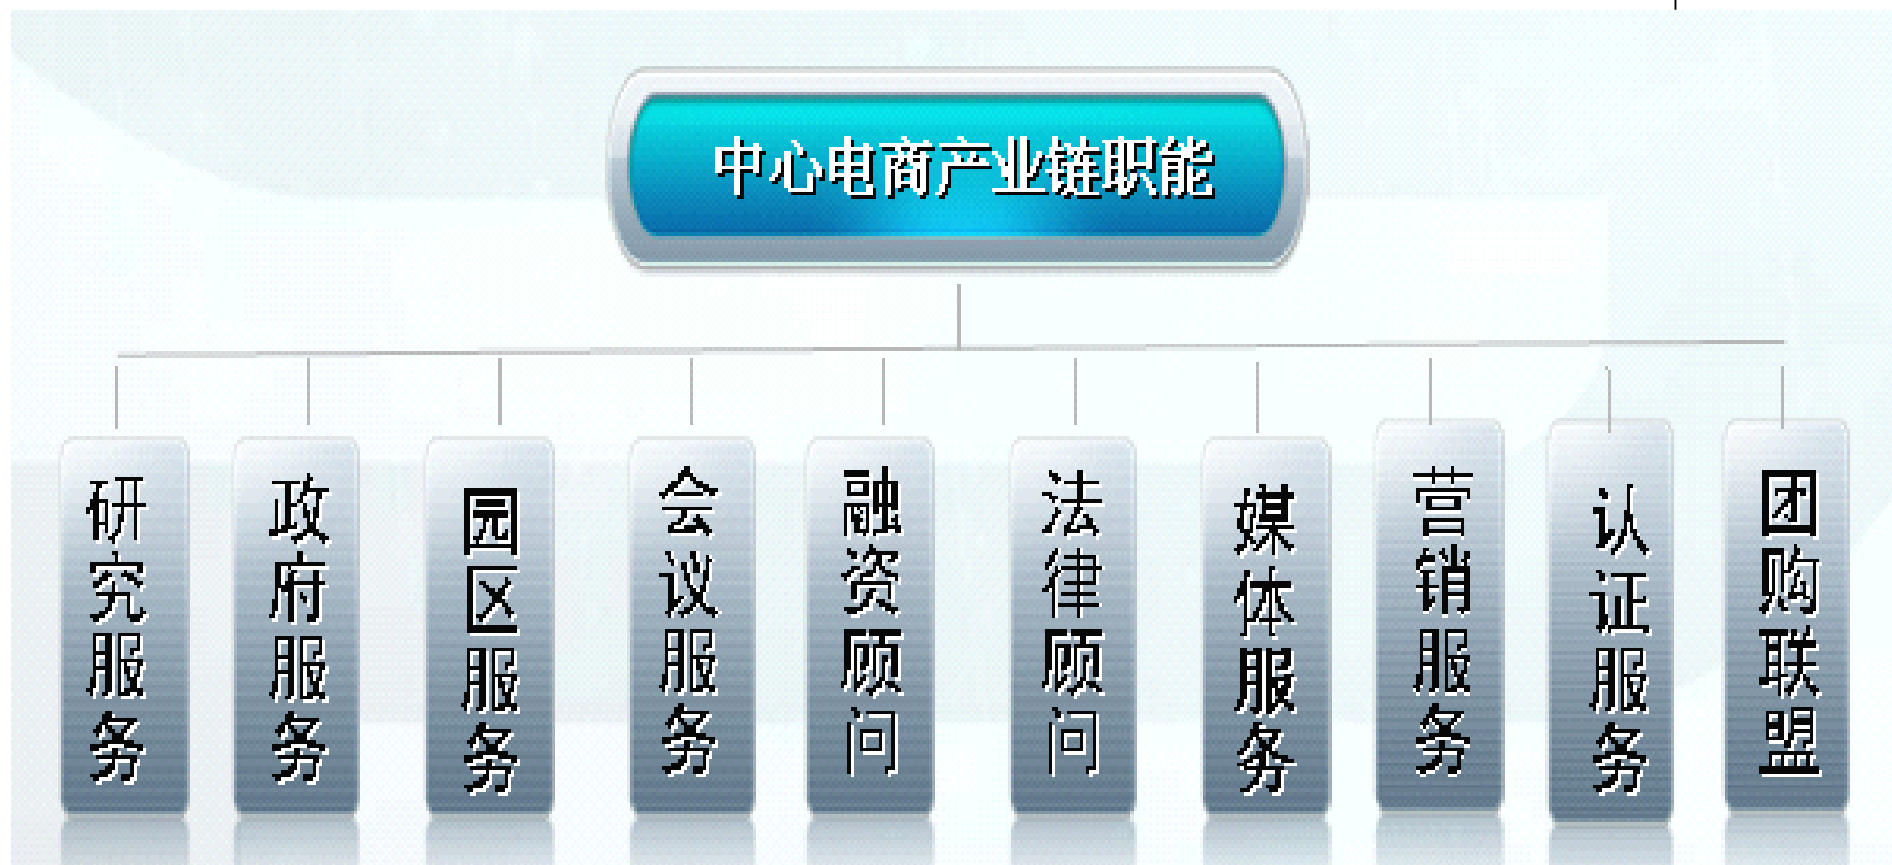 中心电商产业链职能
研究服务
政府服务
园区服务
会议服务
融资顾问
法律顾问
媒体服务
营销服务
认证服务
团购联盟